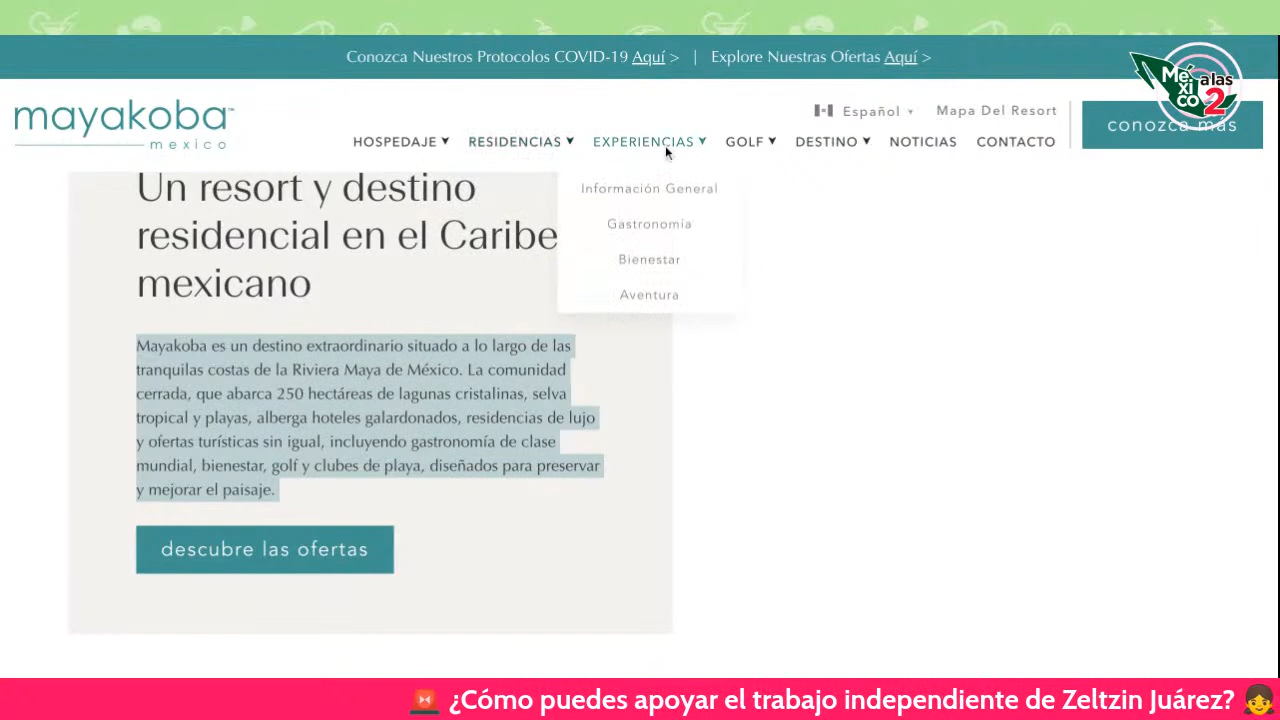 Conozca Nuestros Protocolos COVID-19 Aquí > | Explore Nuestras Ofertas Aquí >
Mé
xi
co
a las
2
mayakoba™
mexico
Español
Mapa Del Resort
conozca más
HOSPEDAJE
RESIDENCIAS
EXPERIENCIAS
GOLF
DESTINO
NOTICIAS
CONTACTO
Información General
Gastronomía
Bienestar
Aventura
Un resort y destino
residencial en el Caribe
mexicano
Mayakoba es un destino extraordinario situado a lo largo de las
tranquilas costas de la Riviera Maya de México. La comunidad
cerrada, que abarca 250 hectáreas de lagunas cristalinas, selva
tropical y playas, alberga hoteles galardonados, residencias de lujo
y ofertas turísticas sin igual, incluyendo gastronomía de clase
mundial, bienestar, golf y clubes de playa, diseñados para preservar
y mejorar el paisaje.
descubre las ofertas
🚨 ¿Cómo puedes apoyar el trabajo independiente de Zeltzin Juárez? 👧